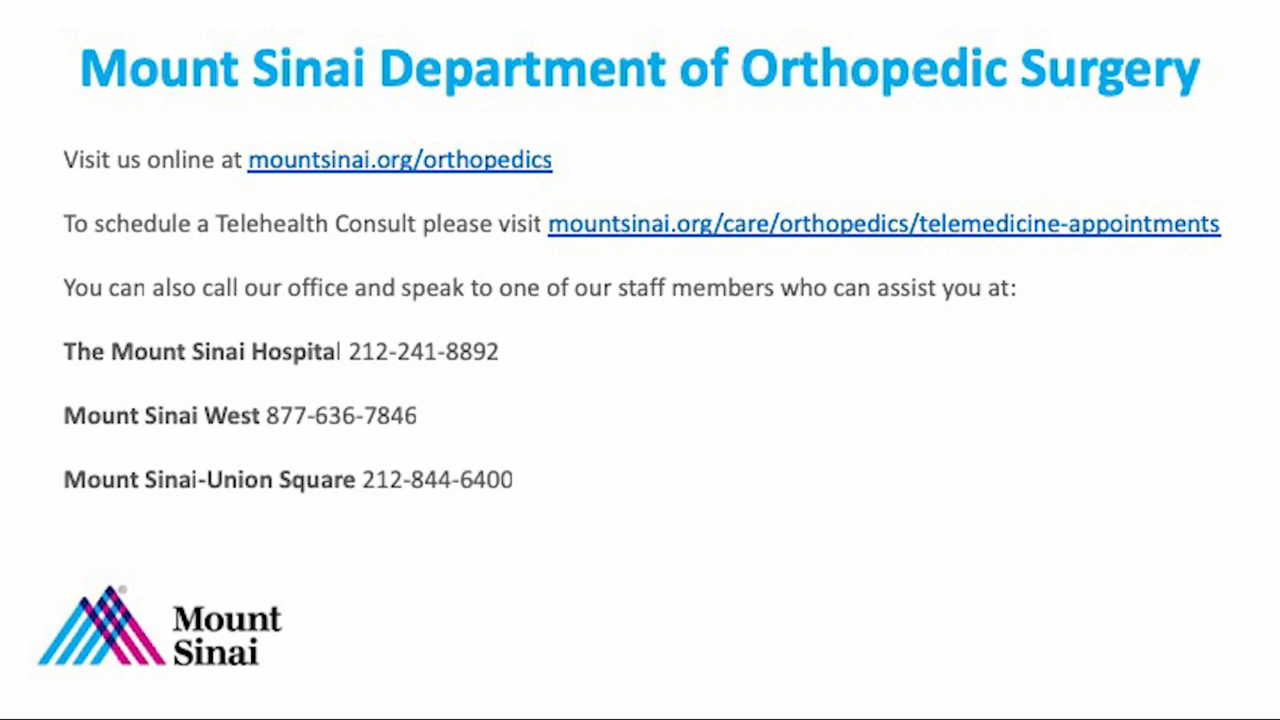 Mount Sinai Department of Orthopedic Surgery
Visit us online at mountsinai.org/orthopedics
To schedule a Telehealth Consult please visit mountsinai.org/care/orthopedics/telemedicine-appointments
You can also call our office and speak to one of our staff members who can assist you at:
The Mount Sinai Hospital 212-241-8892
Mount Sinai West 877-636-7846
Mount Sinai-Union Square 212-844-6400
Mount
Sinai